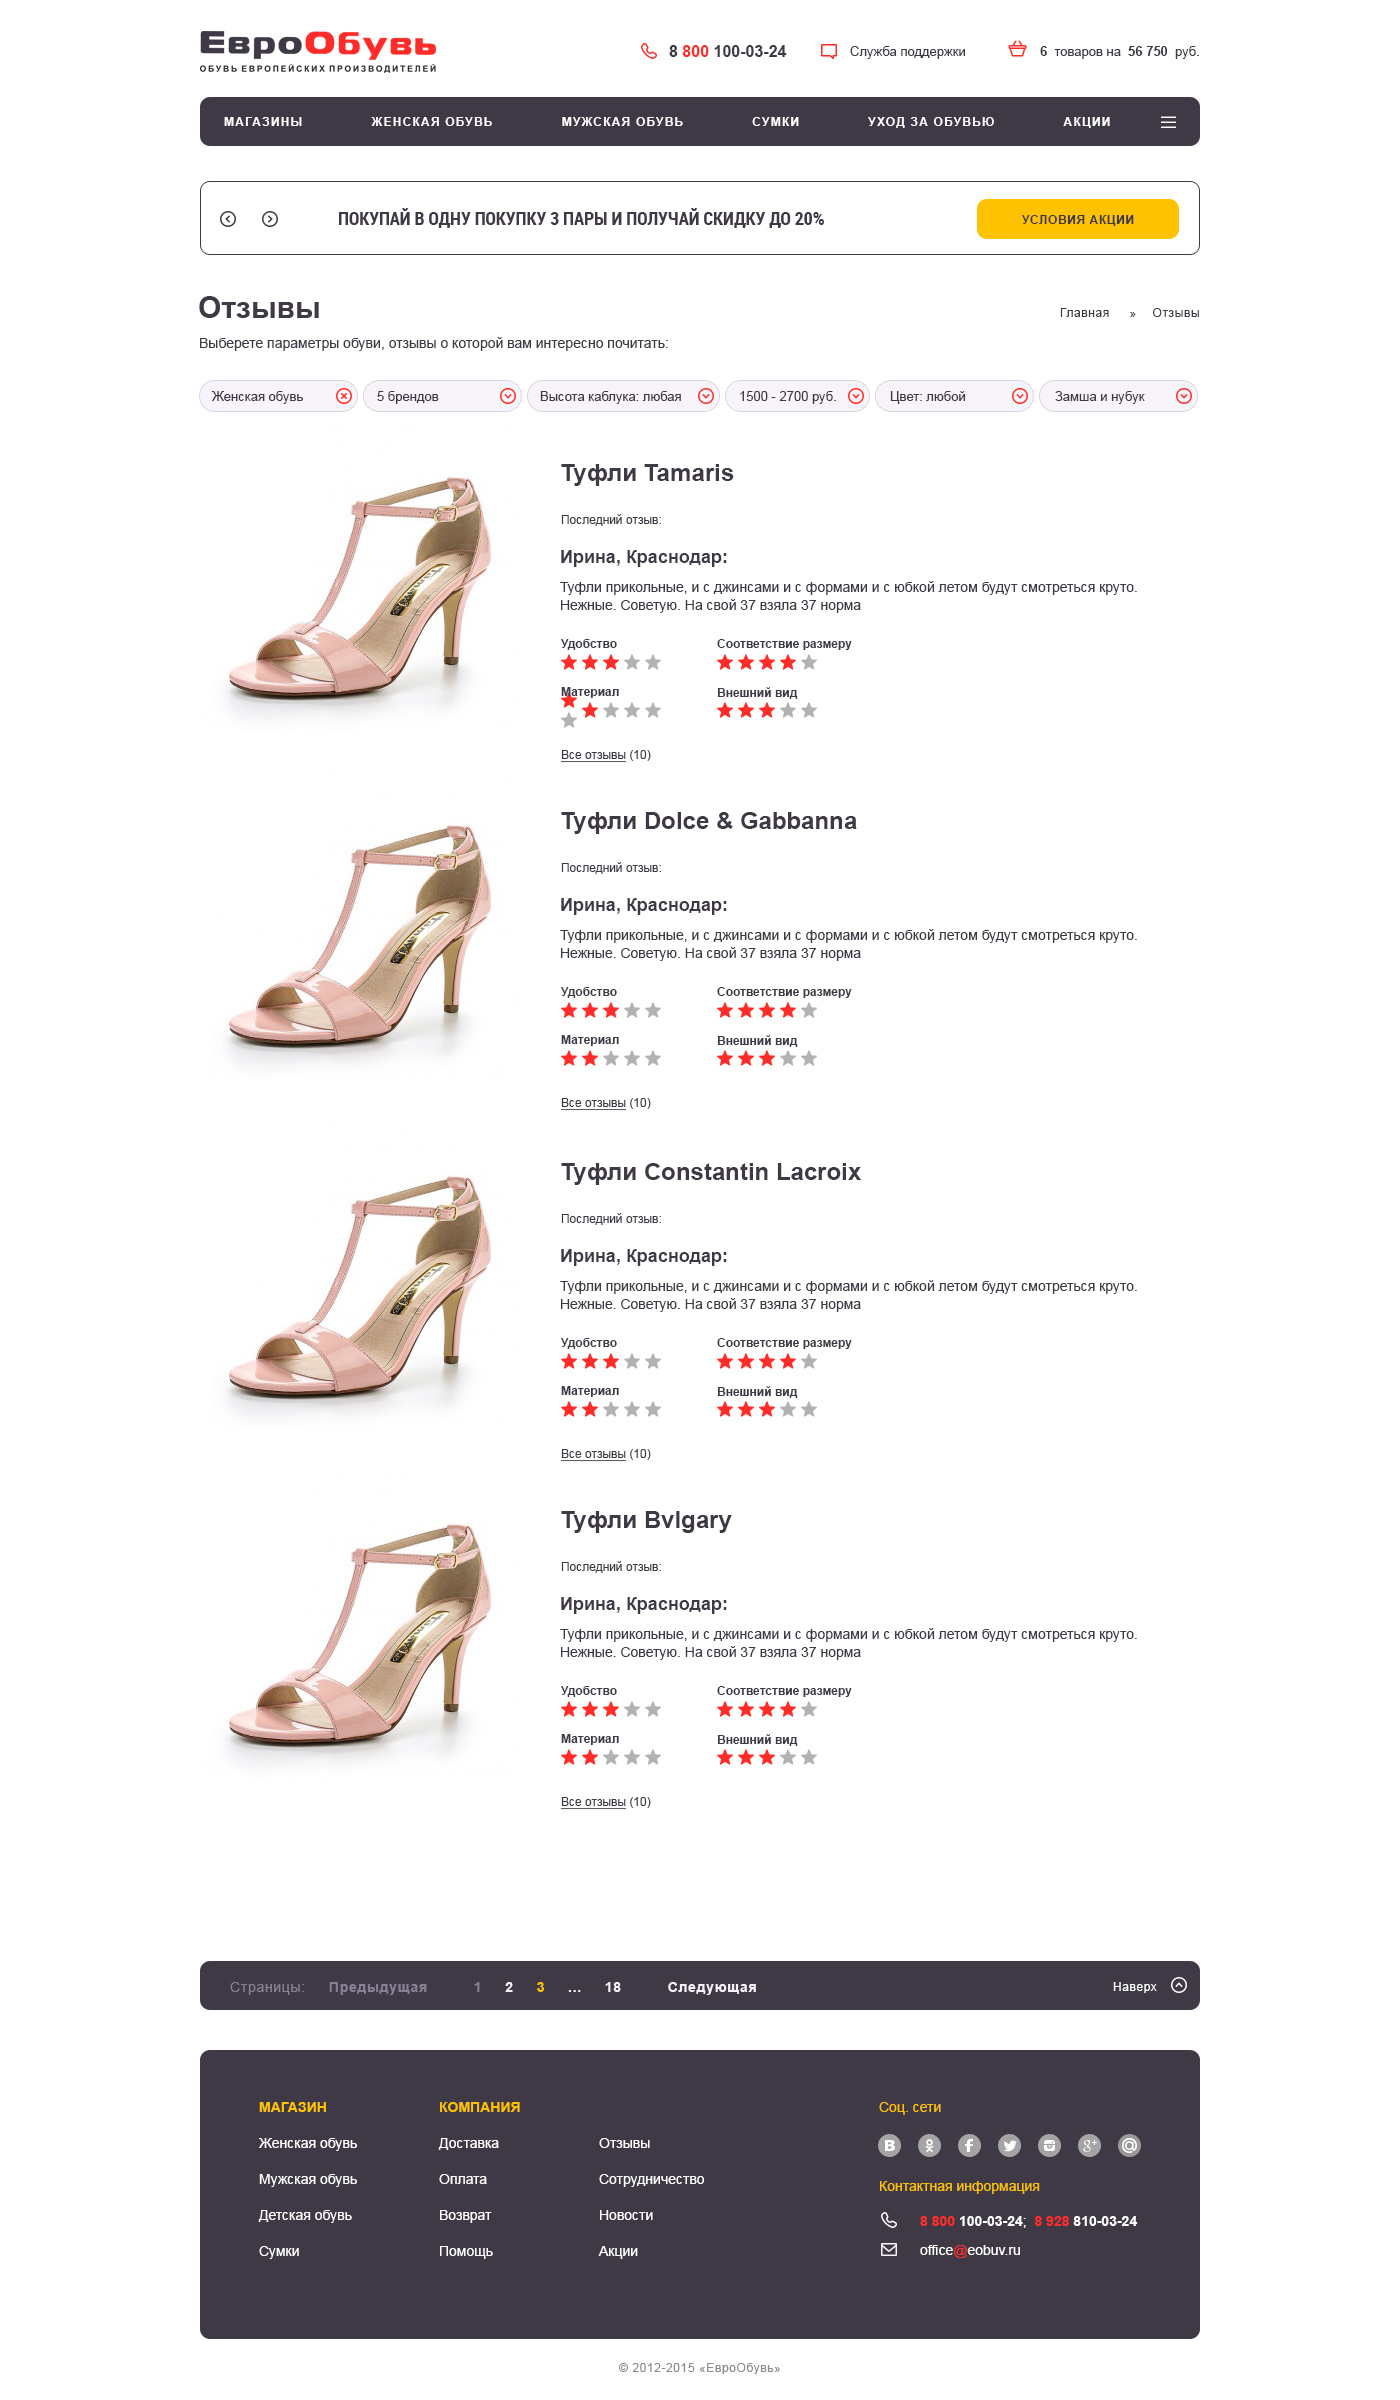 ЕвроОбувь
ОБУВЬ ЕВРОПЕЙСКИХ ПРОИЗВОДИТЕЛЕЙ
8 800 100-03-24
Служба поддержки
6 товаров на 56 750 руб.
МАГАЗИНЫ ЖЕНСКАЯ ОБУВЬ МУЖСКАЯ ОБУВЬ СУМКИ УХОД ЗА ОБУВЬЮ АКЦИИ
ПОКУПАЙ В ОДНУ ПОКУПКУ 3 ПАРЫ И ПОЛУЧАЙ СКИДКУ ДО 20%
УСЛОВИЯ АКЦИИ
Отзывы
Главная » Отзывы
Выберете параметры обуви, отзывы о которой вам интересно почитать:
Женская обувь 5 брендов Высота каблука: любая 1500 - 2700 руб. Цвет: любой Замша и нубук
Туфли Tamaris
Последний отзыв:
Ирина, Краснодар:
Туфли прикольные, и с джинсами и с формами и с юбкой летом будут смотреться круто.
Нежные. Советую. На свой 37 взяла 37 норма
Удобство Соответствие размеру
Материал Внешний вид
Все отзывы (10)
Туфли Dolce & Gabbanna
Последний отзыв:
Ирина, Краснодар:
Туфли прикольные, и с джинсами и с формами и с юбкой летом будут смотреться круто.
Нежные. Советую. На свой 37 взяла 37 норма
Удобство Соответствие размеру
Материал Внешний вид
Все отзывы (10)
Туфли Constantin Lacroix
Последний отзыв:
Ирина, Краснодар:
Туфли прикольные, и с джинсами и с формами и с юбкой летом будут смотреться круто.
Нежные. Советую. На свой 37 взяла 37 норма
Удобство Соответствие размеру
Материал Внешний вид
Все отзывы (10)
Туфли Bvlgary
Последний отзыв:
Ирина, Краснодар:
Туфли прикольные, и с джинсами и с формами и с юбкой летом будут смотреться круто.
Нежные. Советую. На свой 37 взяла 37 норма
Удобство Соответствие размеру
Материал Внешний вид
Все отзывы (10)
Страницы: Предыдущая 1 2 3 ... 18 Следующая Наверх
МАГАЗИН КОМПАНИЯ Соц. сети
Женская обувь Доставка Отзывы
Мужская обувь Оплата Сотрудничество
Контактная информация
Детская обувь Возврат Новости
8 800 100-03-24; 8 928 810-03-24
Сумки Помощь Акции
office@eobuv.ru
© 2012-2015 «ЕвроОбувь»